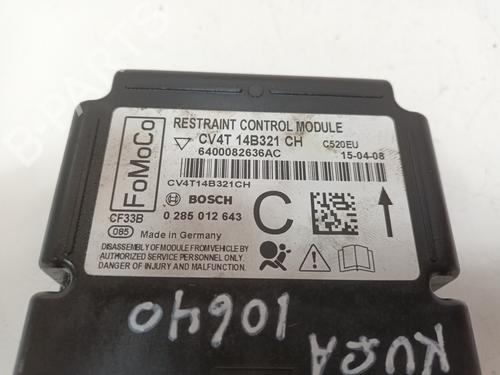 RESTRAINT CONTROL MODULE
CV4T 14B321 CH C520EU
6400082636AC 15-04-08
FoMoCo
CV4T14B321CH
BOSCH
CF33B 0 285 012 643 C
085 Made in Germany
DISASSEMBLY OF MODULE FROM VEHICLE BY
AUTHORIZED SERVICE PERSONNEL ONLY.
DANGER OF INJURY AND MALFUNCTION.
10640
KUGA